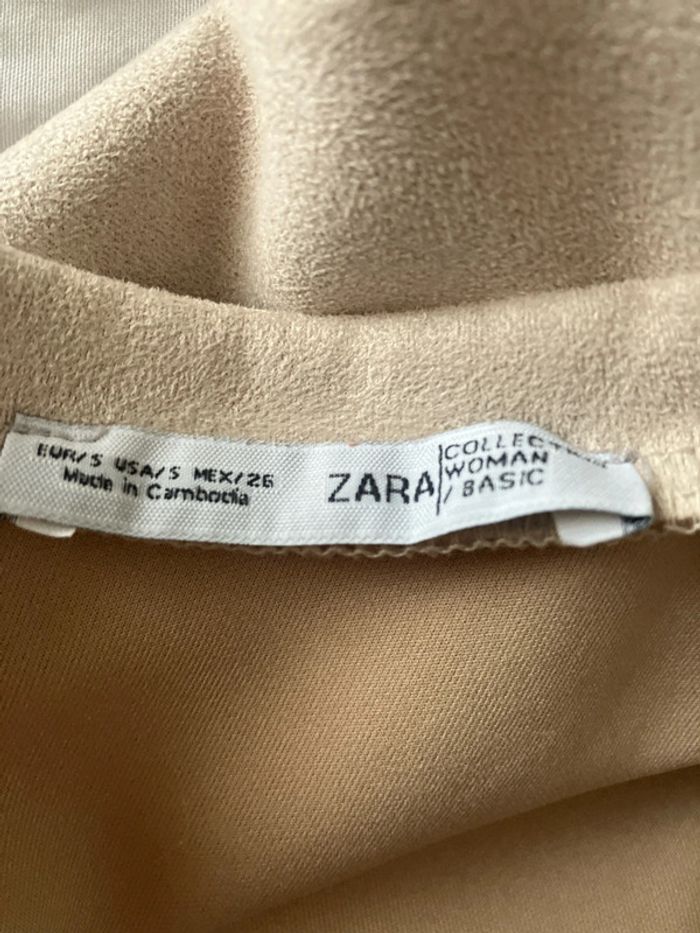 EUR/S USA/S MEX/26
Made in Cambodia
ZARA
WOMAN
/ BASIC